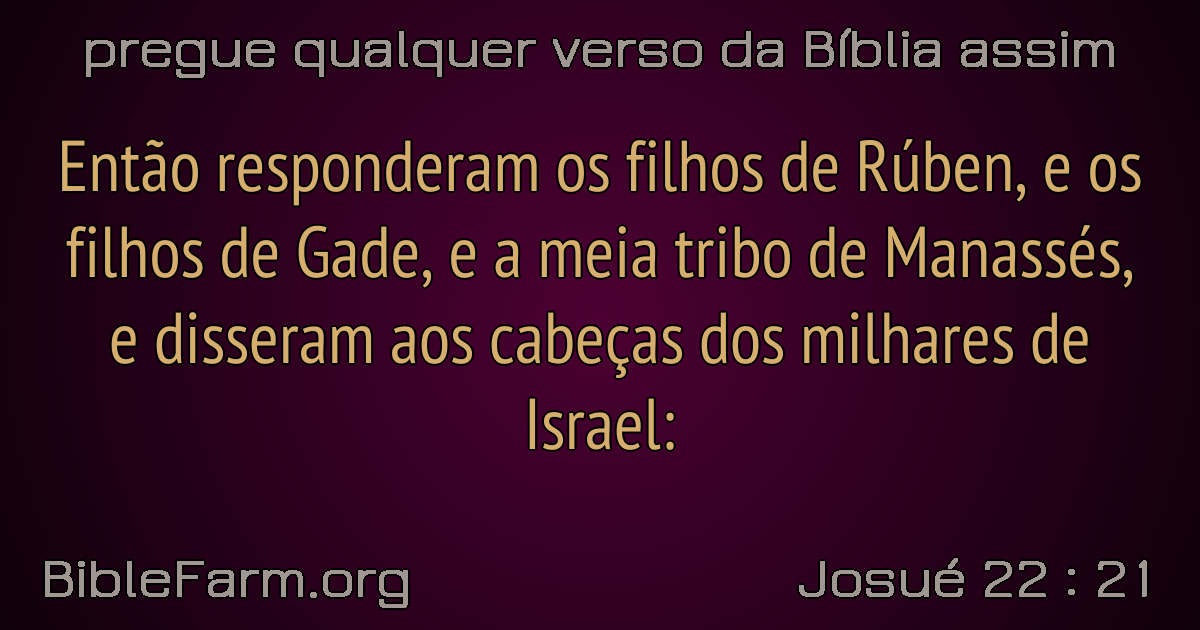 pregue qualquer verso da Bíblia assim
Então responderam os filhos de Rúben, e os
filhos de Gade, e a meia tribo de Manassés,
e disseram aos cabeças dos milhares de
Israel:
BibleFarm.org
Josué 22 : 21